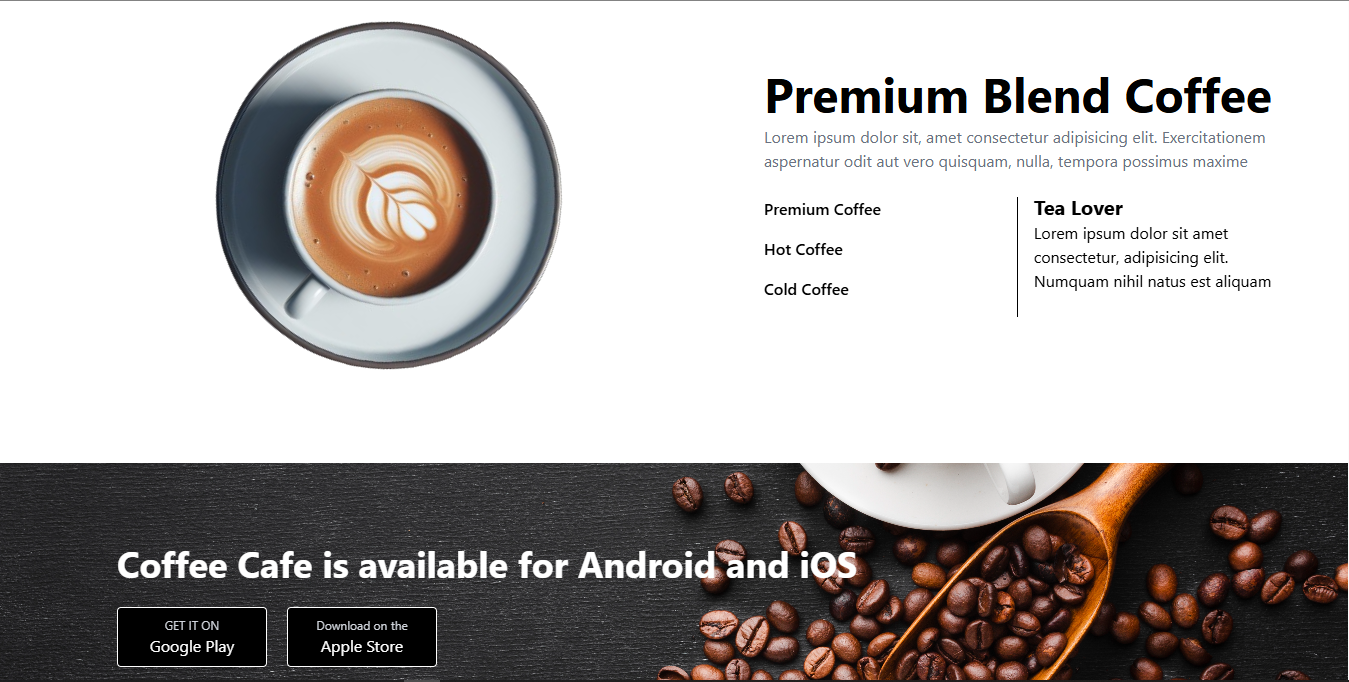 Premium Blend Coffee
Lorem ipsum dolor sit, amet consectetur adipisicing elit. Exercitationem
aspernatur odit aut vero quisquam, nulla, tempora possimus maxime
Premium Coffee
Hot Coffee
Cold Coffee
Tea Lover
Lorem ipsum dolor sit amet
consectetur, adipisicing elit.
Numquam nihil natus est aliquam
Coffee Cafe is available for Android and iOS
GET IT ON
Google Play
Download on the
Apple Store